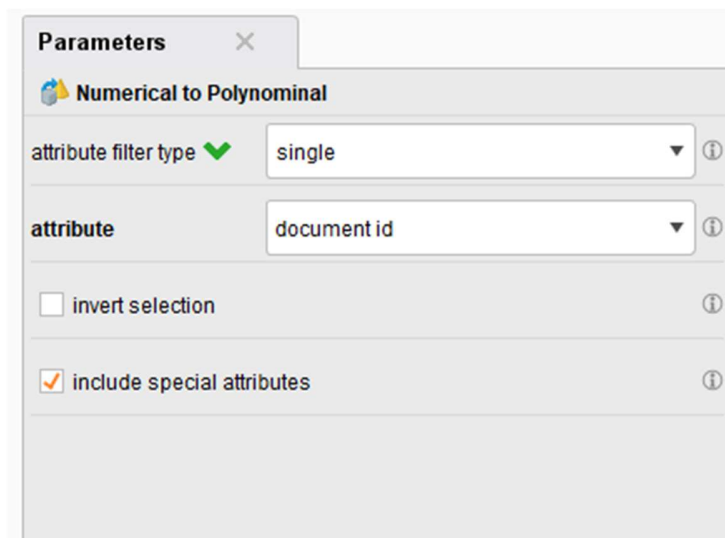 Parameters
Numerical to Polynominal
attribute filter type
single
attribute
document id
invert selection
include special attributes